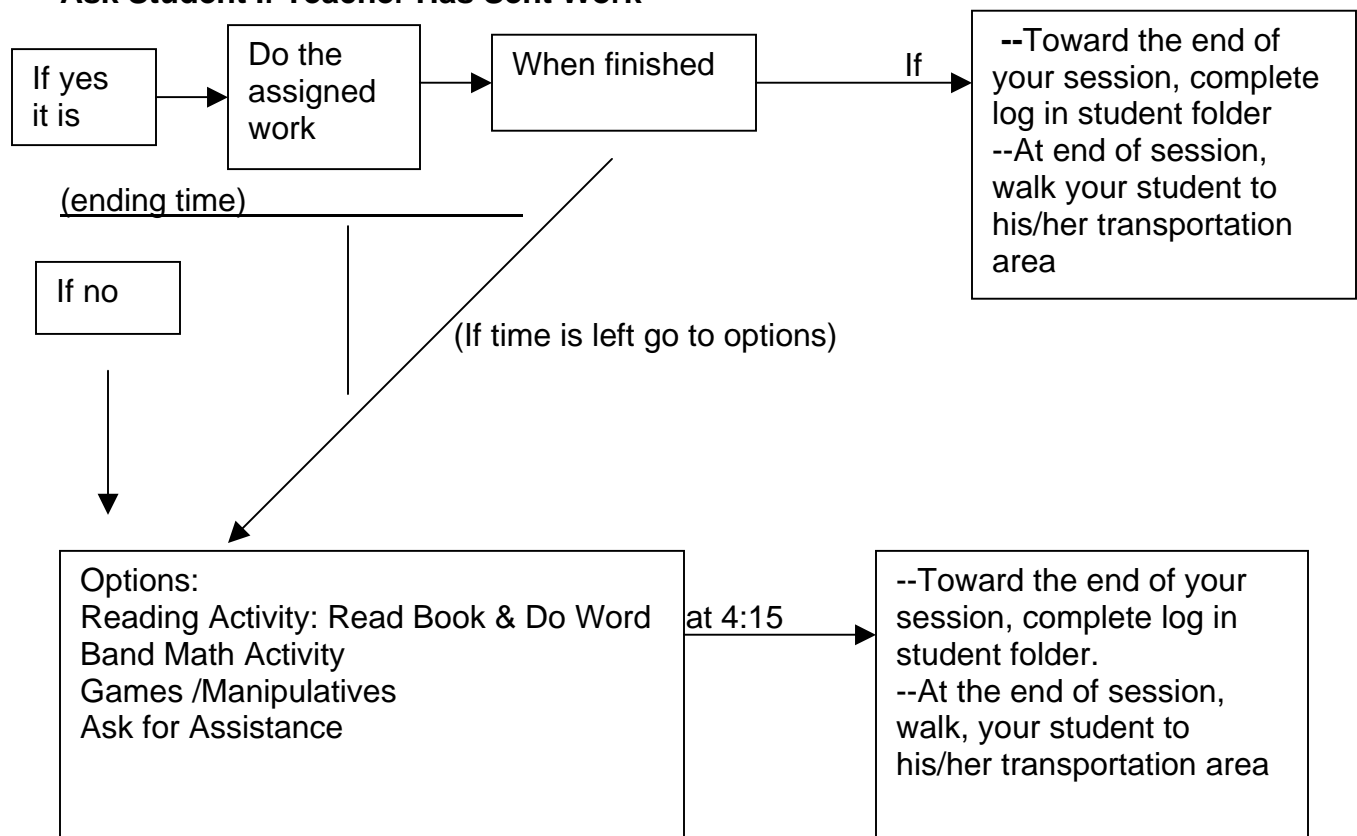 Ask Student if Teacher Has Sent Work
If yes
it is
Do the
assigned
work
When finished
If
--Toward the end of
your session, complete
log in student folder
--At end of session,
walk your student to
his/her transportation
area
(ending time)
If no
(If time is left go to options)
Options:
Reading Activity: Read Book & Do Word
Band Math Activity
Games /Manipulatives
Ask for Assistance
at 4:15
--Toward the end of your
session, complete log in
student folder.
--At the end of session,
walk, your student to
his/her transportation area